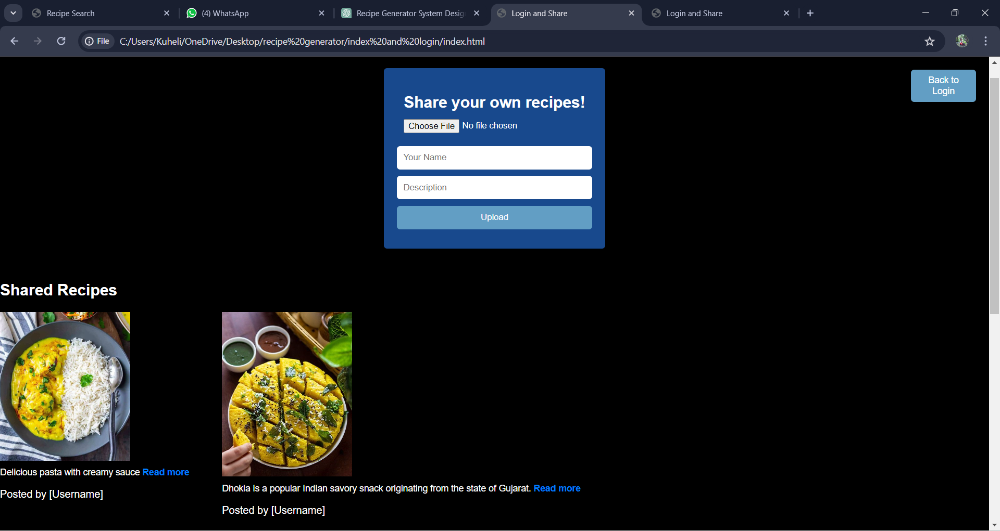 Recipe Search
(4) WhatsApp
Recipe Generator System Desig
Login and Share
Login and Share
File
C:/Users/Kuheli/OneDrive/Desktop/recipe%20generator/index%20and%20login/index.html
Back to
Login
Share your own recipes!
Choose File No file chosen
Your Name
Description
Upload
Shared Recipes
Delicious pasta with creamy sauce Read more
Posted by [Username]
Dhokla is a popular Indian savory snack originating from the state of Gujarat. Read more
Posted by [Username]